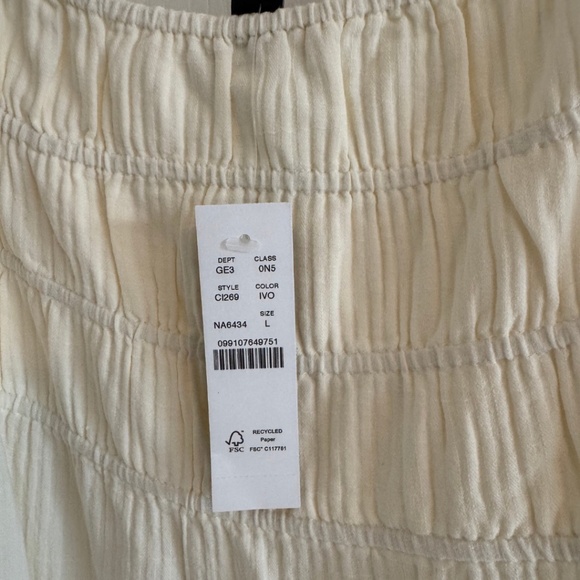 DEPT CLASS
GE3 0N5
STYLE COLOR
CI269 IVO
SIZE
NA6434 L
099107649751
RECYCLED
Paper
FSC FSC® C117781